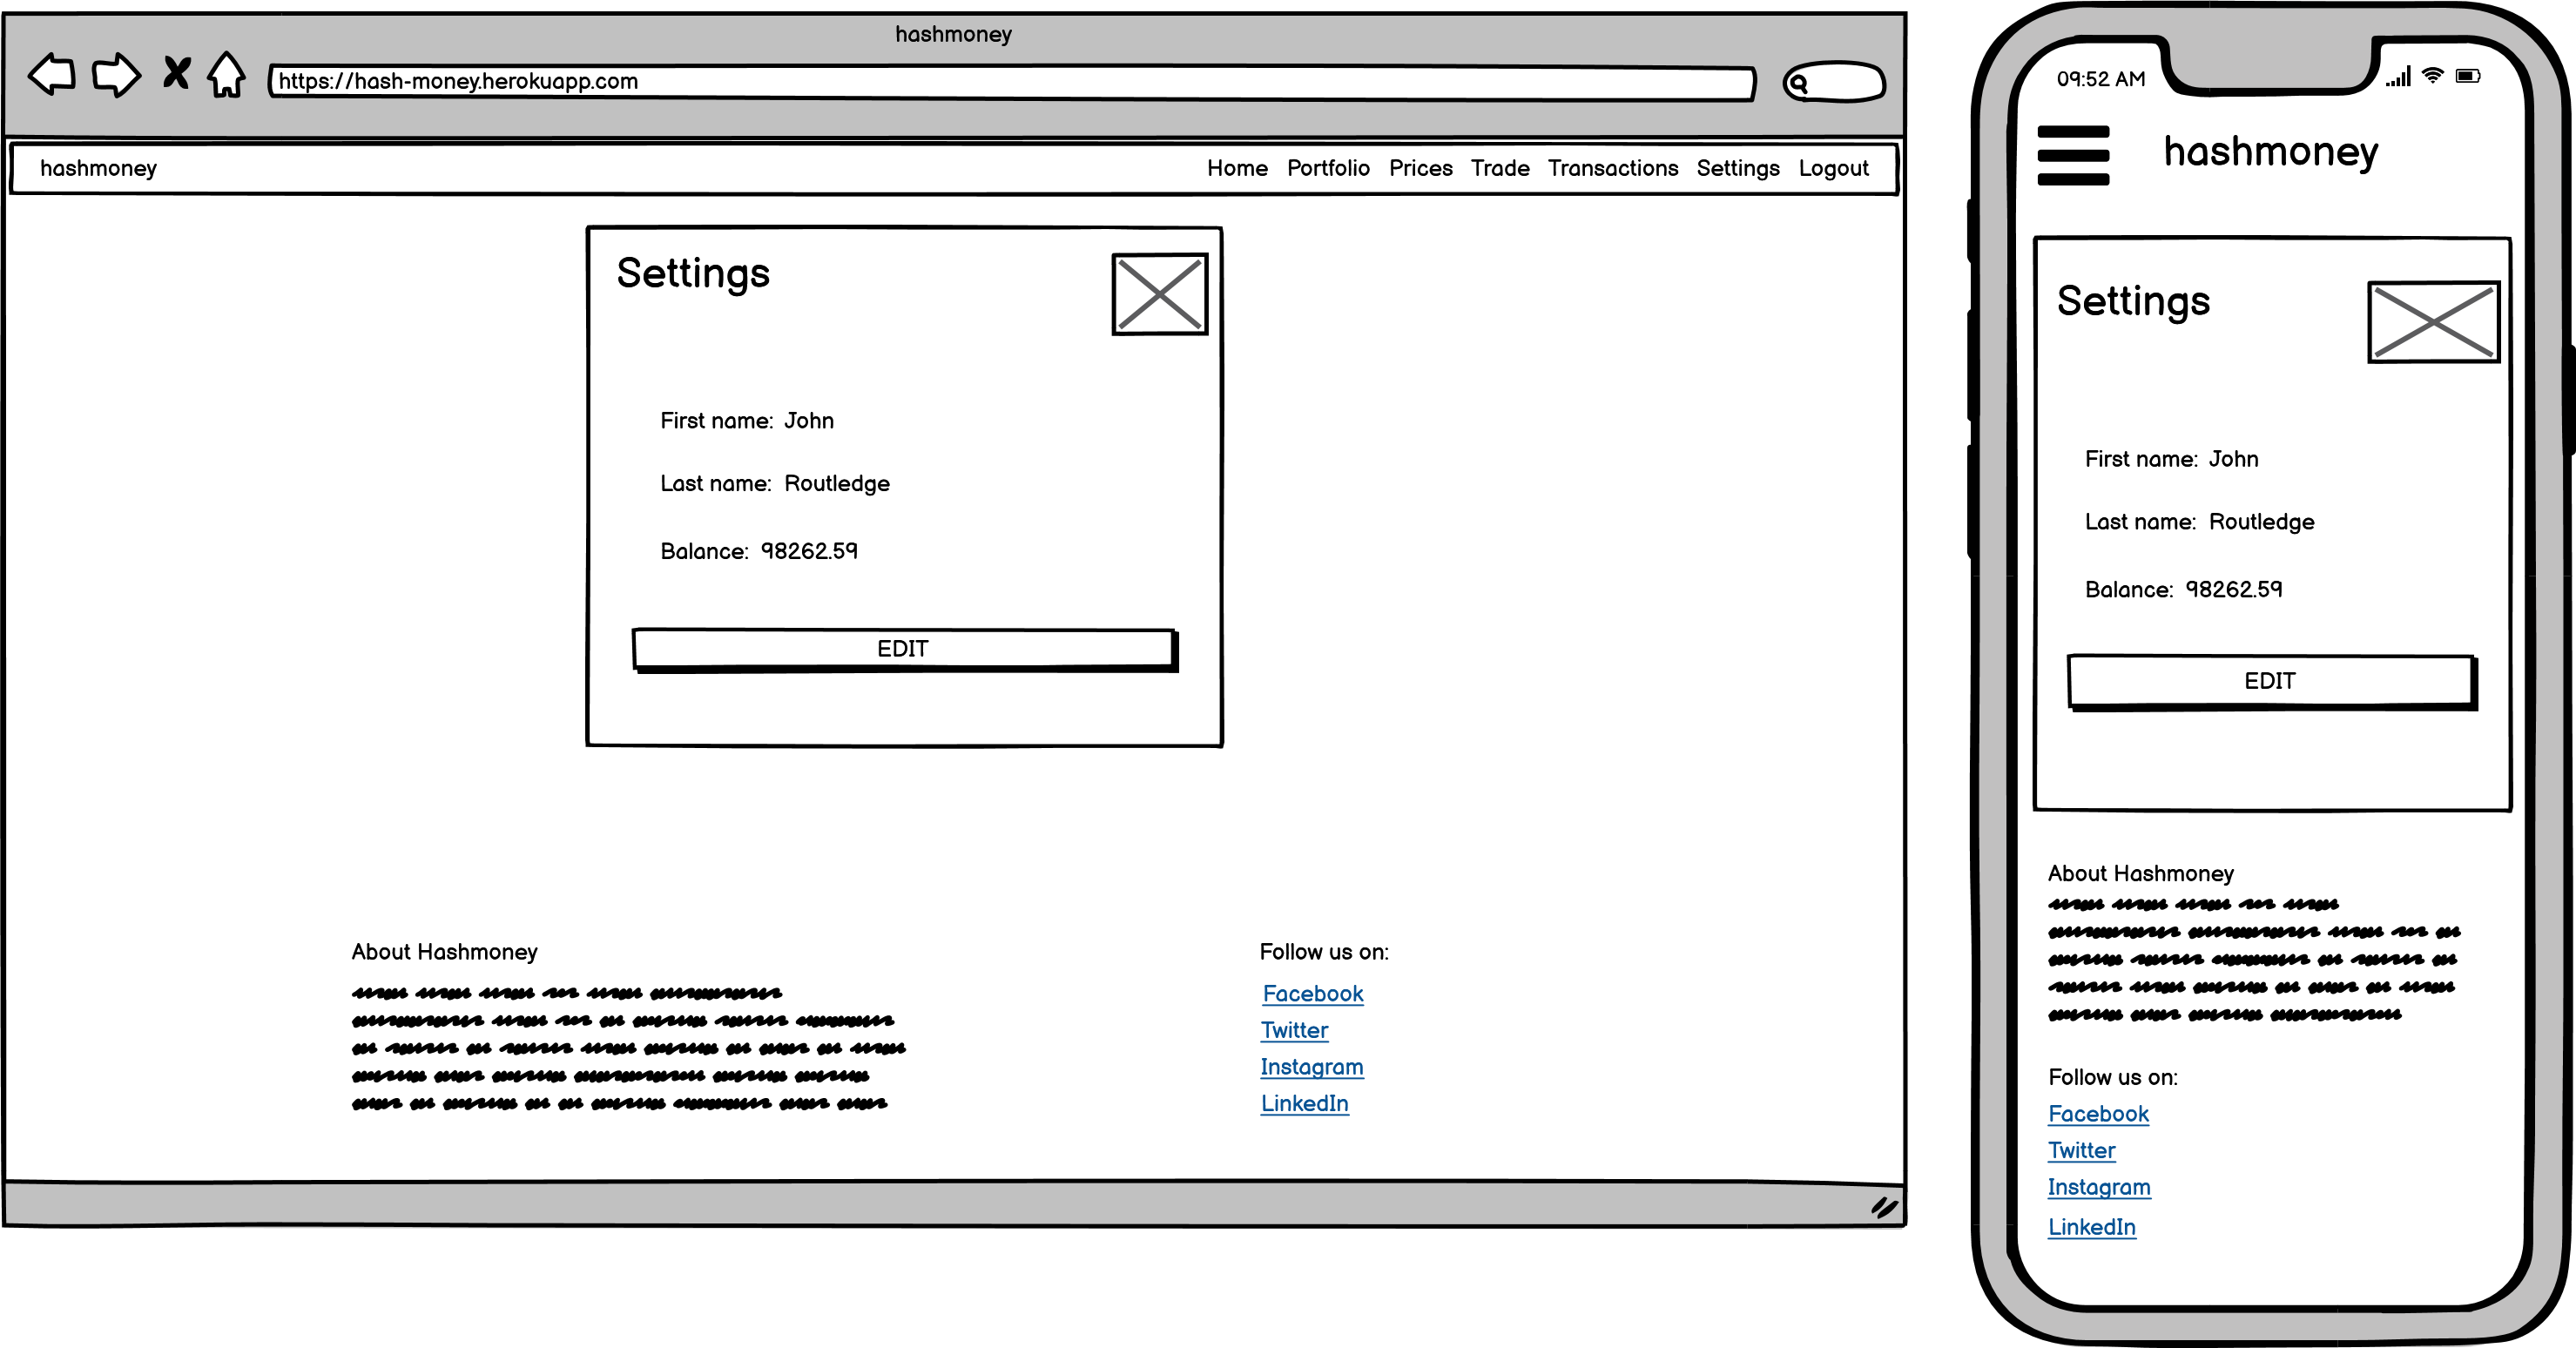 hashmoney
https://hash-money.herokuapp.com
hashmoney Home Portfolio Prices Trade Transactions Settings Logout
Settings
First name: John
Last name: Routledge
Balance: 98262.59
EDIT
About Hashmoney
Follow us on:
Facebook
Twitter
Instagram
LinkedIn
09:52 AM
hashmoney
Settings
First name: John
Last name: Routledge
Balance: 98262.59
EDIT
About Hashmoney
Follow us on:
Facebook
Twitter
Instagram
LinkedIn